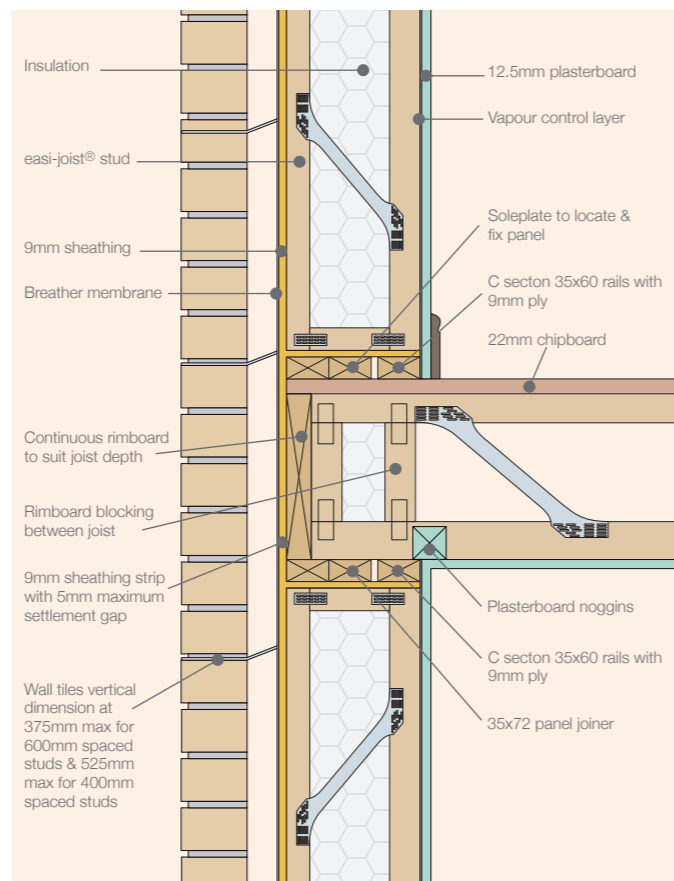 Insulation
easi-joist® stud
9mm sheathing
Breather membrane
Continuous rimboard
to suit joist depth
Rimboard blocking
between joist
9mm sheathing strip
with 5mm maximum
settlement gap
Wall tiles vertical
dimension at
375mm max for
600mm spaced
studs & 525mm
max for 400mm
spaced studs
12.5mm plasterboard
Vapour control layer
Soleplate to locate &
fix panel
C secton 35x60 rails with
9mm ply
22mm chipboard
Plasterboard noggins
C secton 35x60 rails with
9mm ply
35x72 panel joiner